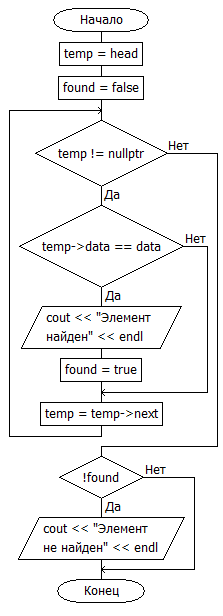 Начало
temp = head
found = false
temp != nullptr
Нет
Да
temp->data == data
Нет
Да
cout << "Элемент
найден" << endl
found = true
temp = temp->next
!found
Нет
Да
cout << "Элемент
не найден" << endl
Конец